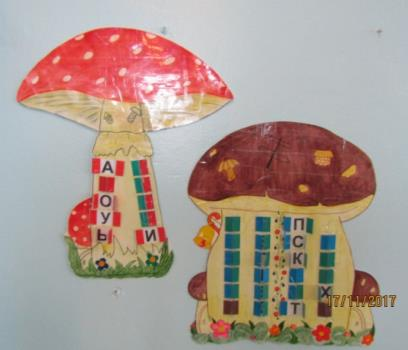 А
О
У
Ь
И
П
С
К
Х
Т
17/11/2017